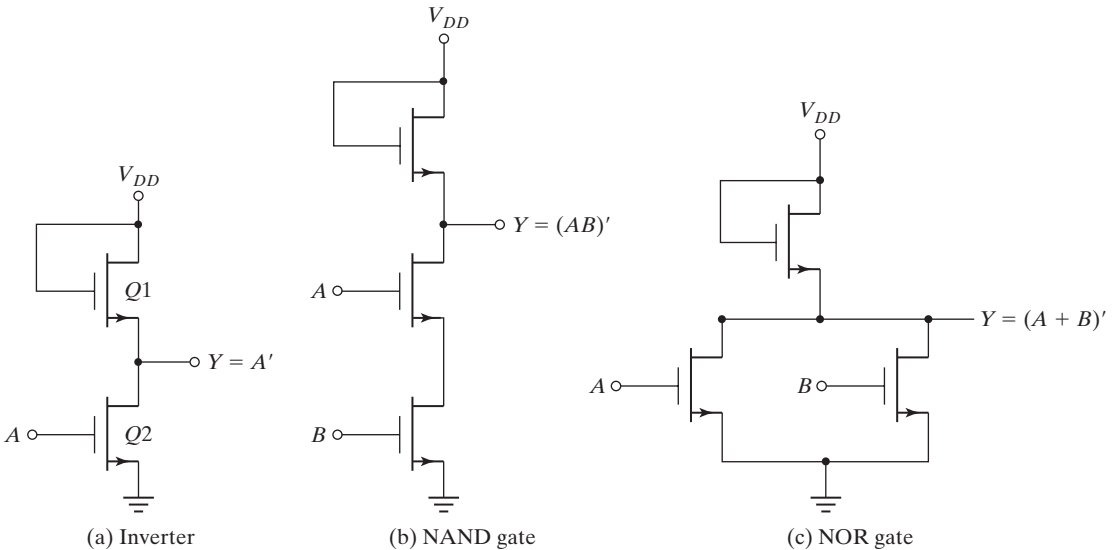 V_DD
Q1
Y = A′
A
Q2
(a) Inverter
V_DD
Y = (AB)′
A
B
(b) NAND gate
V_DD
Y = (A + B)′
A
B
(c) NOR gate